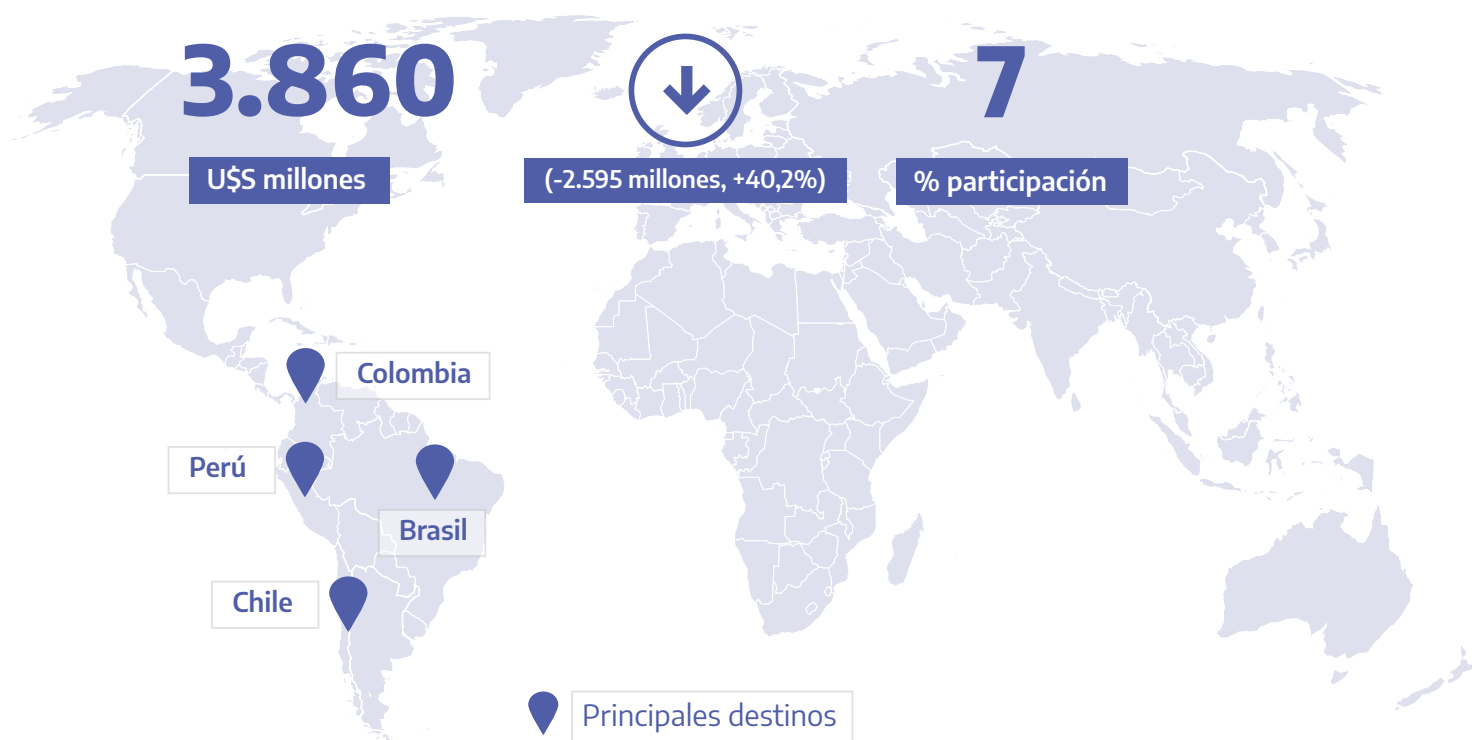 3.860
7
U$S millones
(-2.595 millones, +40,2%)
% participación
Colombia
Perú
Brasil
Chile
Principales destinos